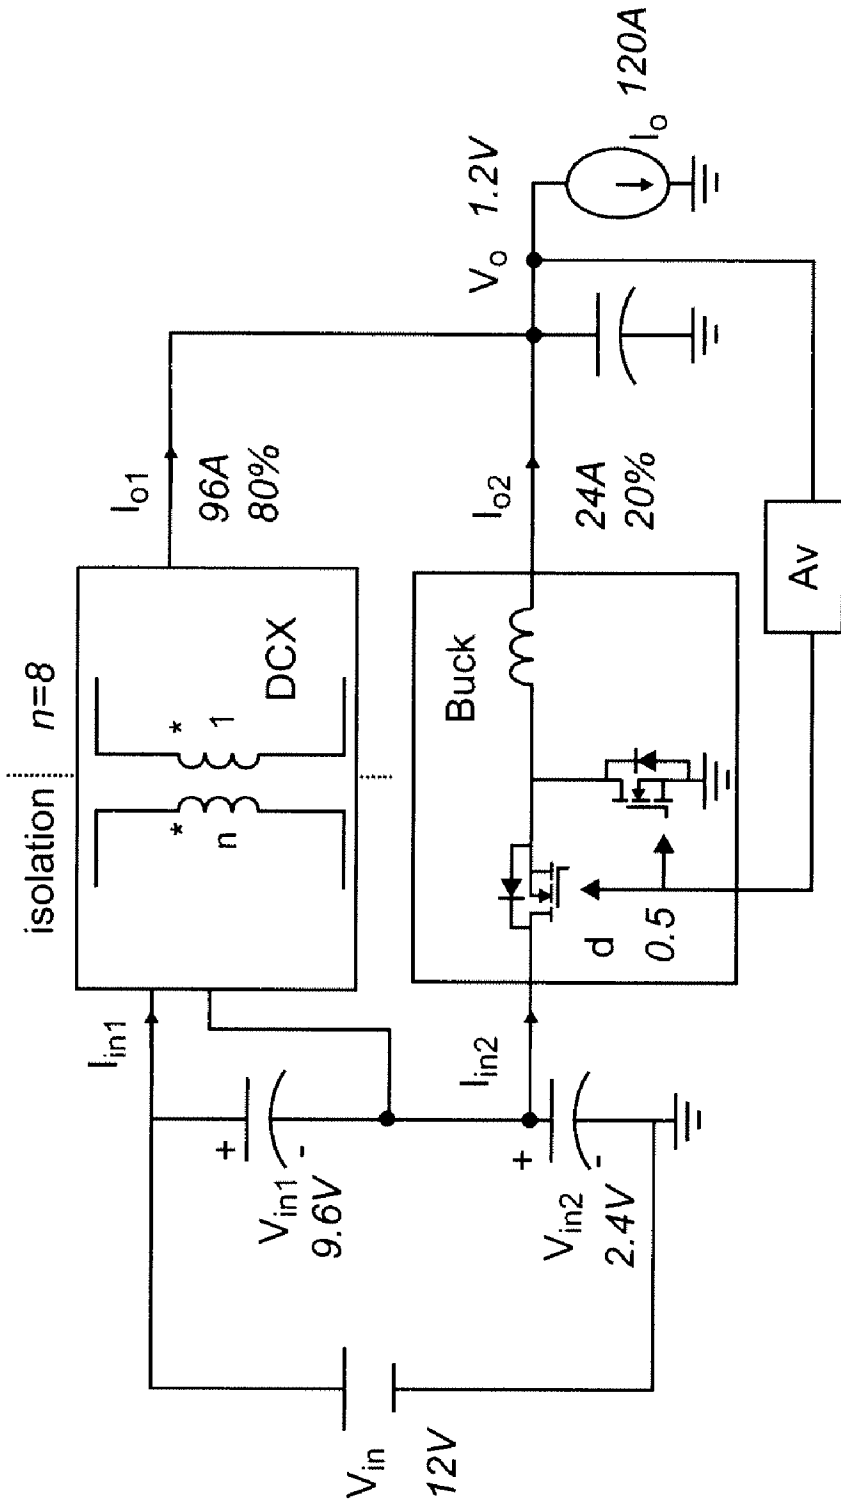 isolation n=8
I_in1
* *
n 1
DCX
I_o1
96A
80%
V_in
12V
+
V_in1
9.6V
-
+
V_in2
2.4V
-
I_in2
Buck
d
0.5
I_o2
24A
20%
V_o 1.2V
I_o 120A
Av